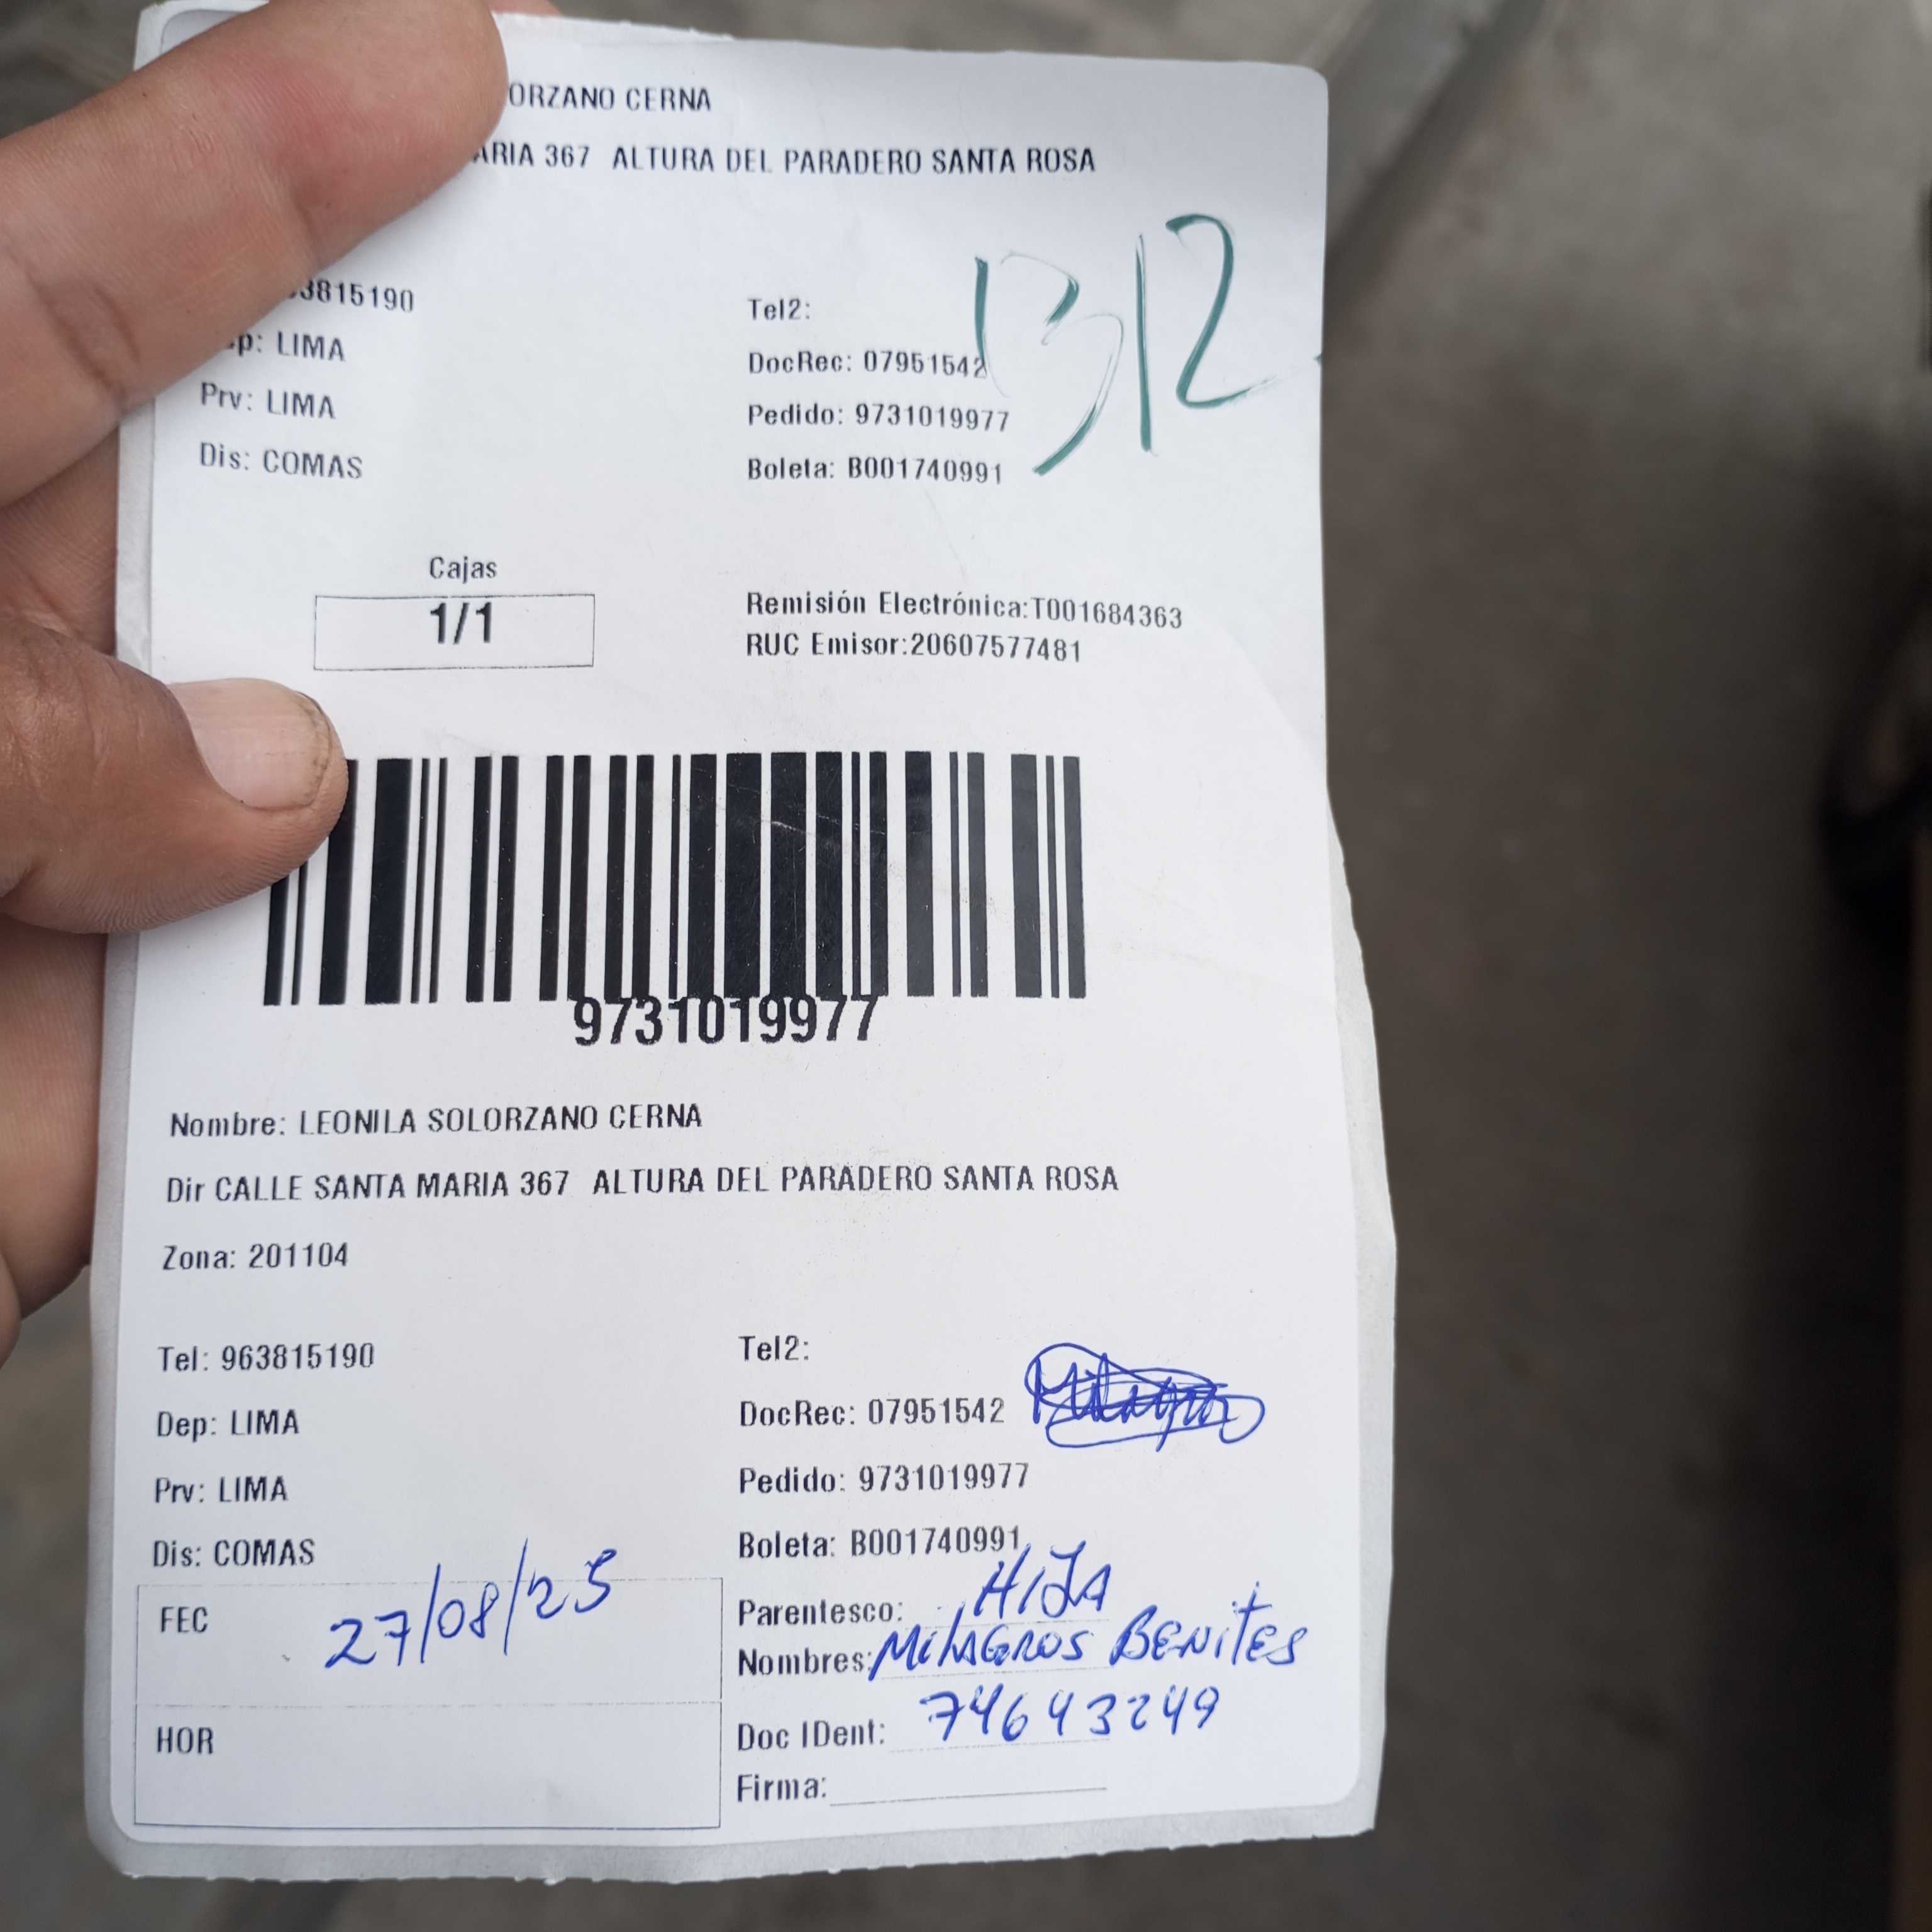 ORZANO CERNA
ARIA 367 ALTURA DEL PARADERO SANTA ROSA
1312
3815190
Tel2:
p: LIMA
DocRec: 07951542
Prv: LIMA
Pedido: 9731019977
Dis: COMAS
Boleta: B001740991
Cajas
1/1
Remisión Electrónica:T001684363
RUC Emisor:20607577481
9731019977
Nombre: LEONILA SOLORZANO CERNA
Dir CALLE SANTA MARIA 367 ALTURA DEL PARADERO SANTA ROSA
Zona: 201104
Tel: 963815190
Tel2:
Dep: LIMA
DocRec: 07951542
Prv: LIMA
Pedido: 9731019977
Dis: COMAS
Boleta: B001740991
FEC 27/08/25
Parentesco: HIJA
Nombres: MILAGROS BENITES
HOR
Doc IDent: 74643249
Firma: